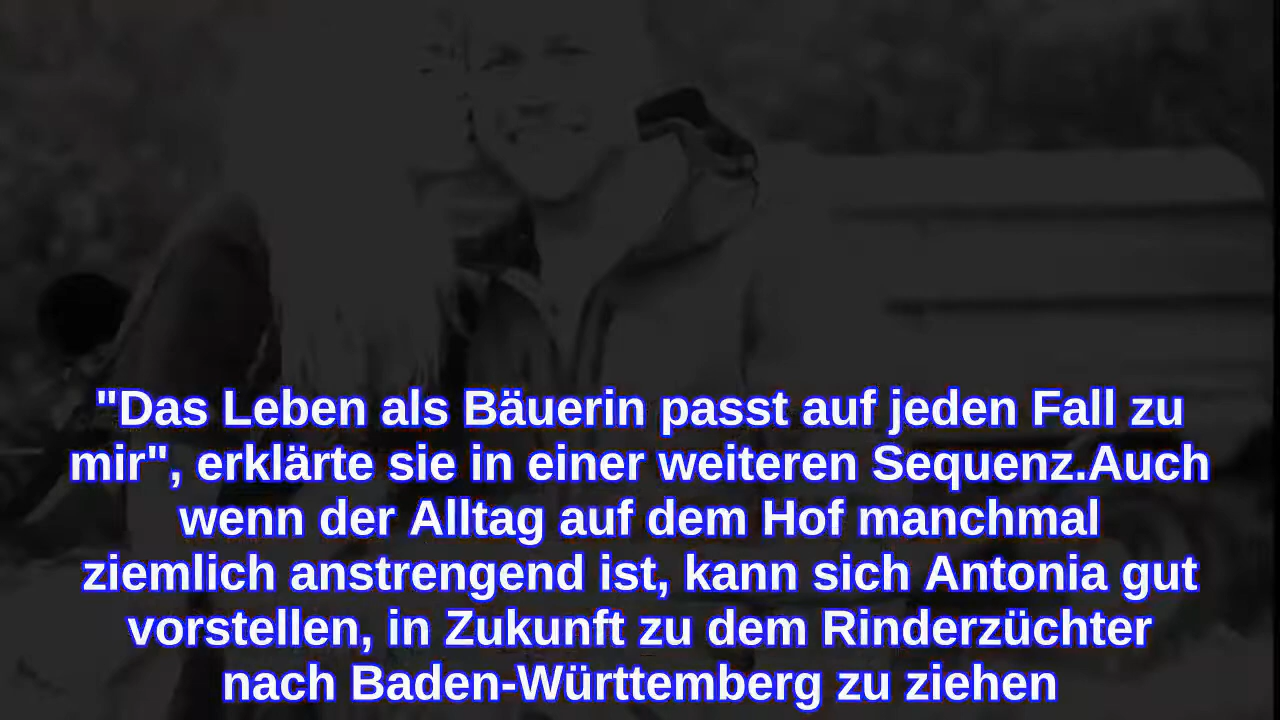 "Das Leben als Bäuerin passt auf jeden Fall zu
mir", erklärte sie in einer weiteren Sequenz.Auch
wenn der Alltag auf dem Hof manchmal
ziemlich anstrengend ist, kann sich Antonia gut
vorstellen, in Zukunft zu dem Rinderzüchter
nach Baden-Württemberg zu ziehen